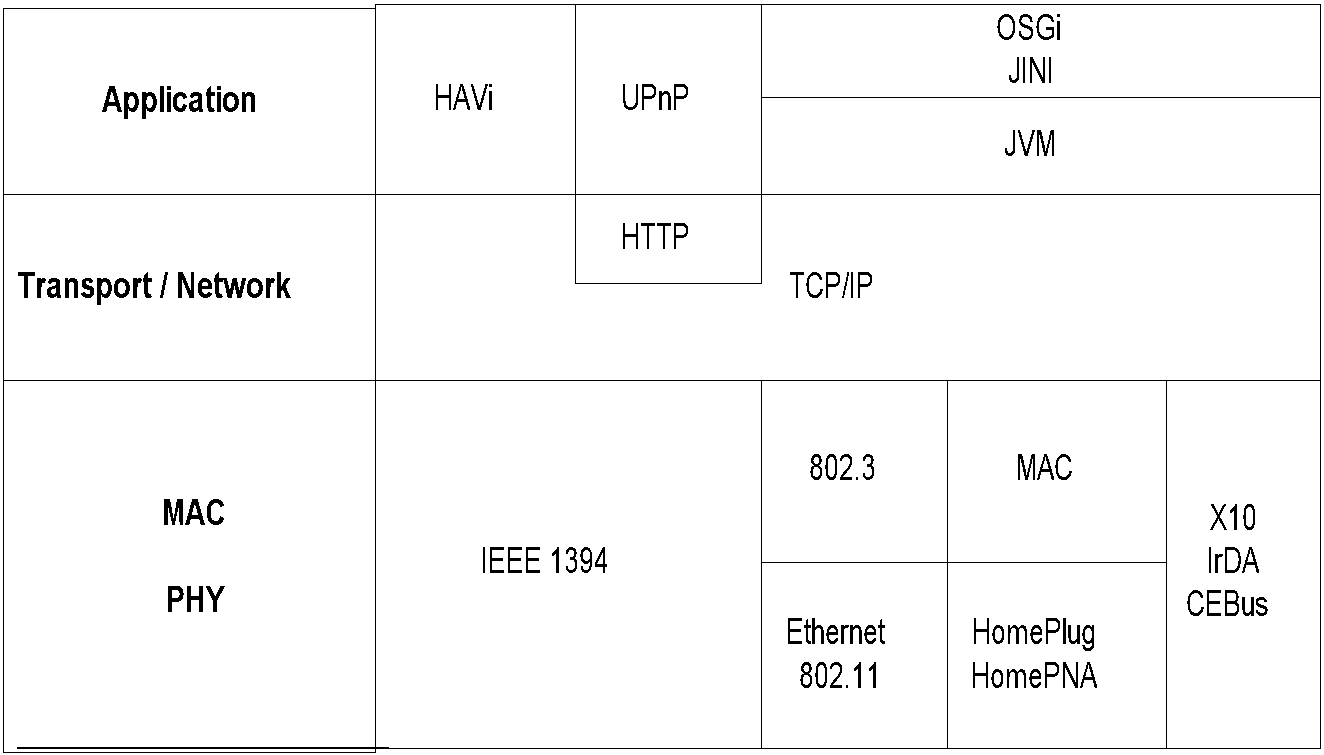 Application
HAVi
UPnP
OSGi
JINI
JVM
Transport / Network
HTTP
TCP/IP
MAC
PHY
IEEE 1394
802.3
MAC
Ethernet
802.11
HomePlug
HomePNA
X10
IrDA
CEBus